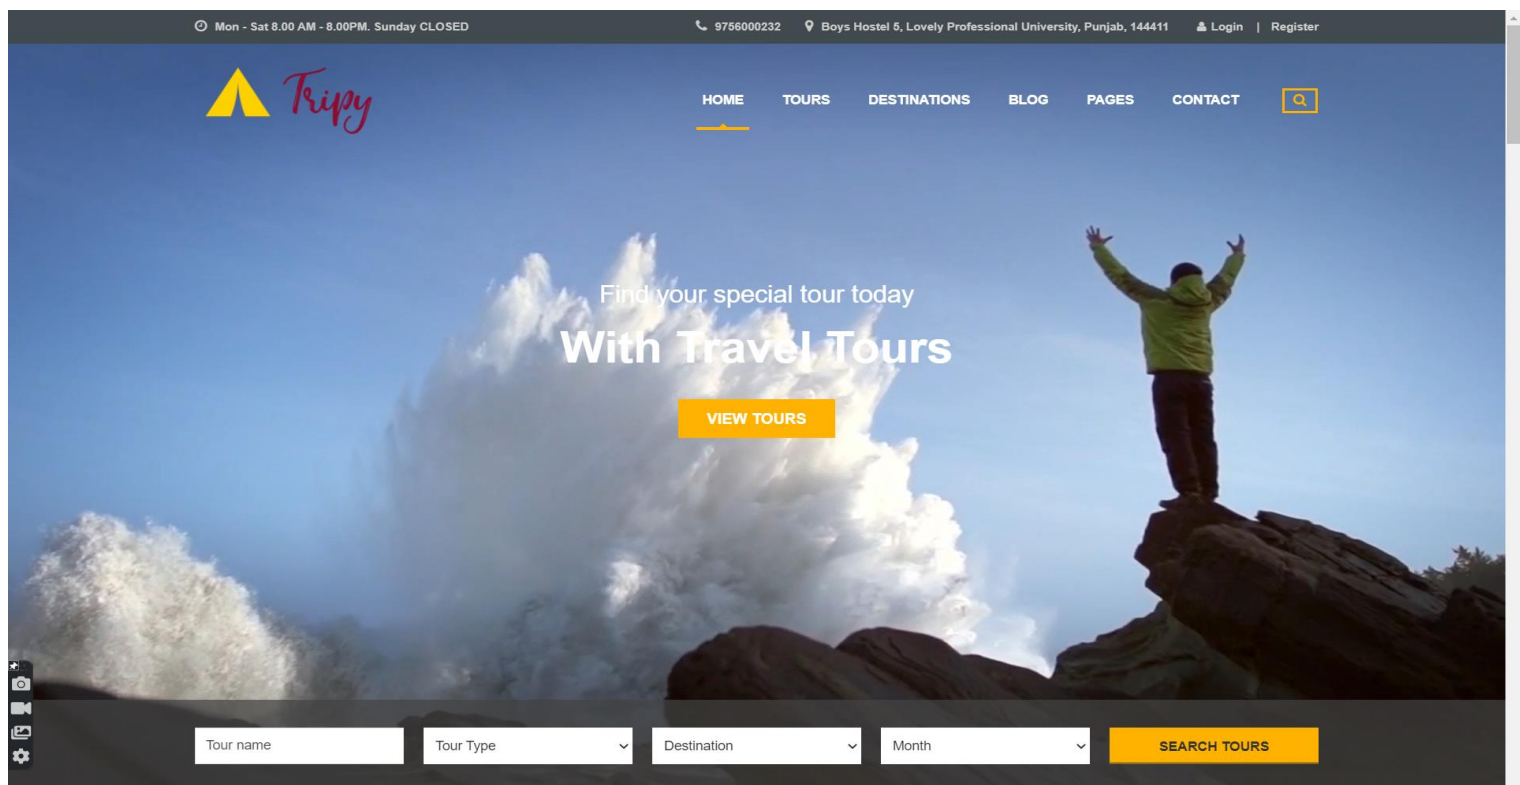 Mon - Sat 8.00 AM - 8.00PM. Sunday CLOSED
9756000232
Boys Hostel 5, Lovely Professional University, Punjab, 144411
Login | Register
Tripy
HOME TOURS DESTINATIONS BLOG PAGES CONTACT
Find your special tour today
With Travel Tours
VIEW TOURS
Tour name Tour Type Destination Month SEARCH TOURS